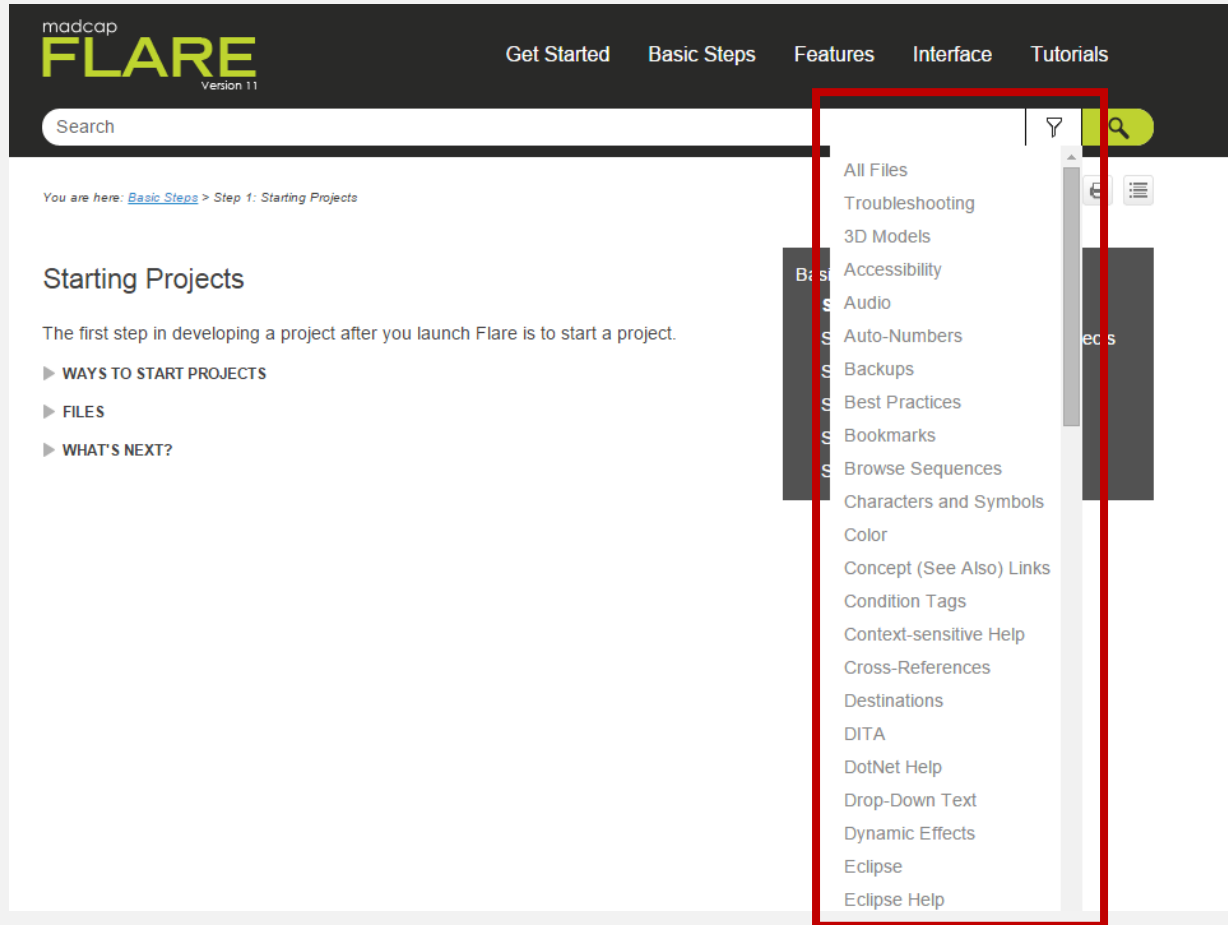 madcap
FLARE
Version 11
Get Started Basic Steps Features Interface Tutorials
Search
You are here: Basic Steps > Step 1: Starting Projects
Starting Projects
The first step in developing a project after you launch Flare is to start a project.
WAYS TO START PROJECTS
FILES
WHAT'S NEXT?
All Files
Troubleshooting
3D Models
Accessibility
Audio
Auto-Numbers
Backups
Best Practices
Bookmarks
Browse Sequences
Characters and Symbols
Color
Concept (See Also) Links
Condition Tags
Context-sensitive Help
Cross-References
Destinations
DITA
DotNet Help
Drop-Down Text
Dynamic Effects
Eclipse
Eclipse Help